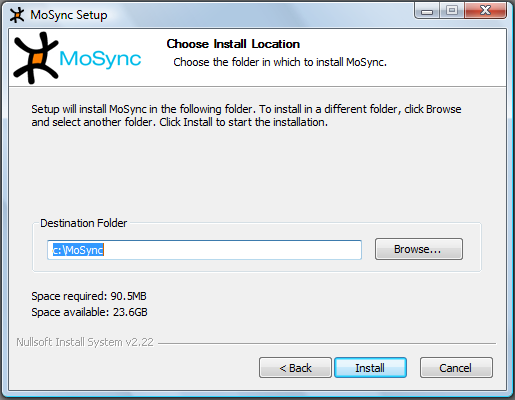 MoSync Setup
MoSync
Choose Install Location
Choose the folder in which to install MoSync.
Setup will install MoSync in the following folder. To install in a different folder, click Browse
and select another folder. Click Install to start the installation.
Destination Folder
c:\MoSync
Browse...
Space required: 90.5MB
Space available: 23.6GB
Nullsoft Install System v2.22
< Back
Install
Cancel